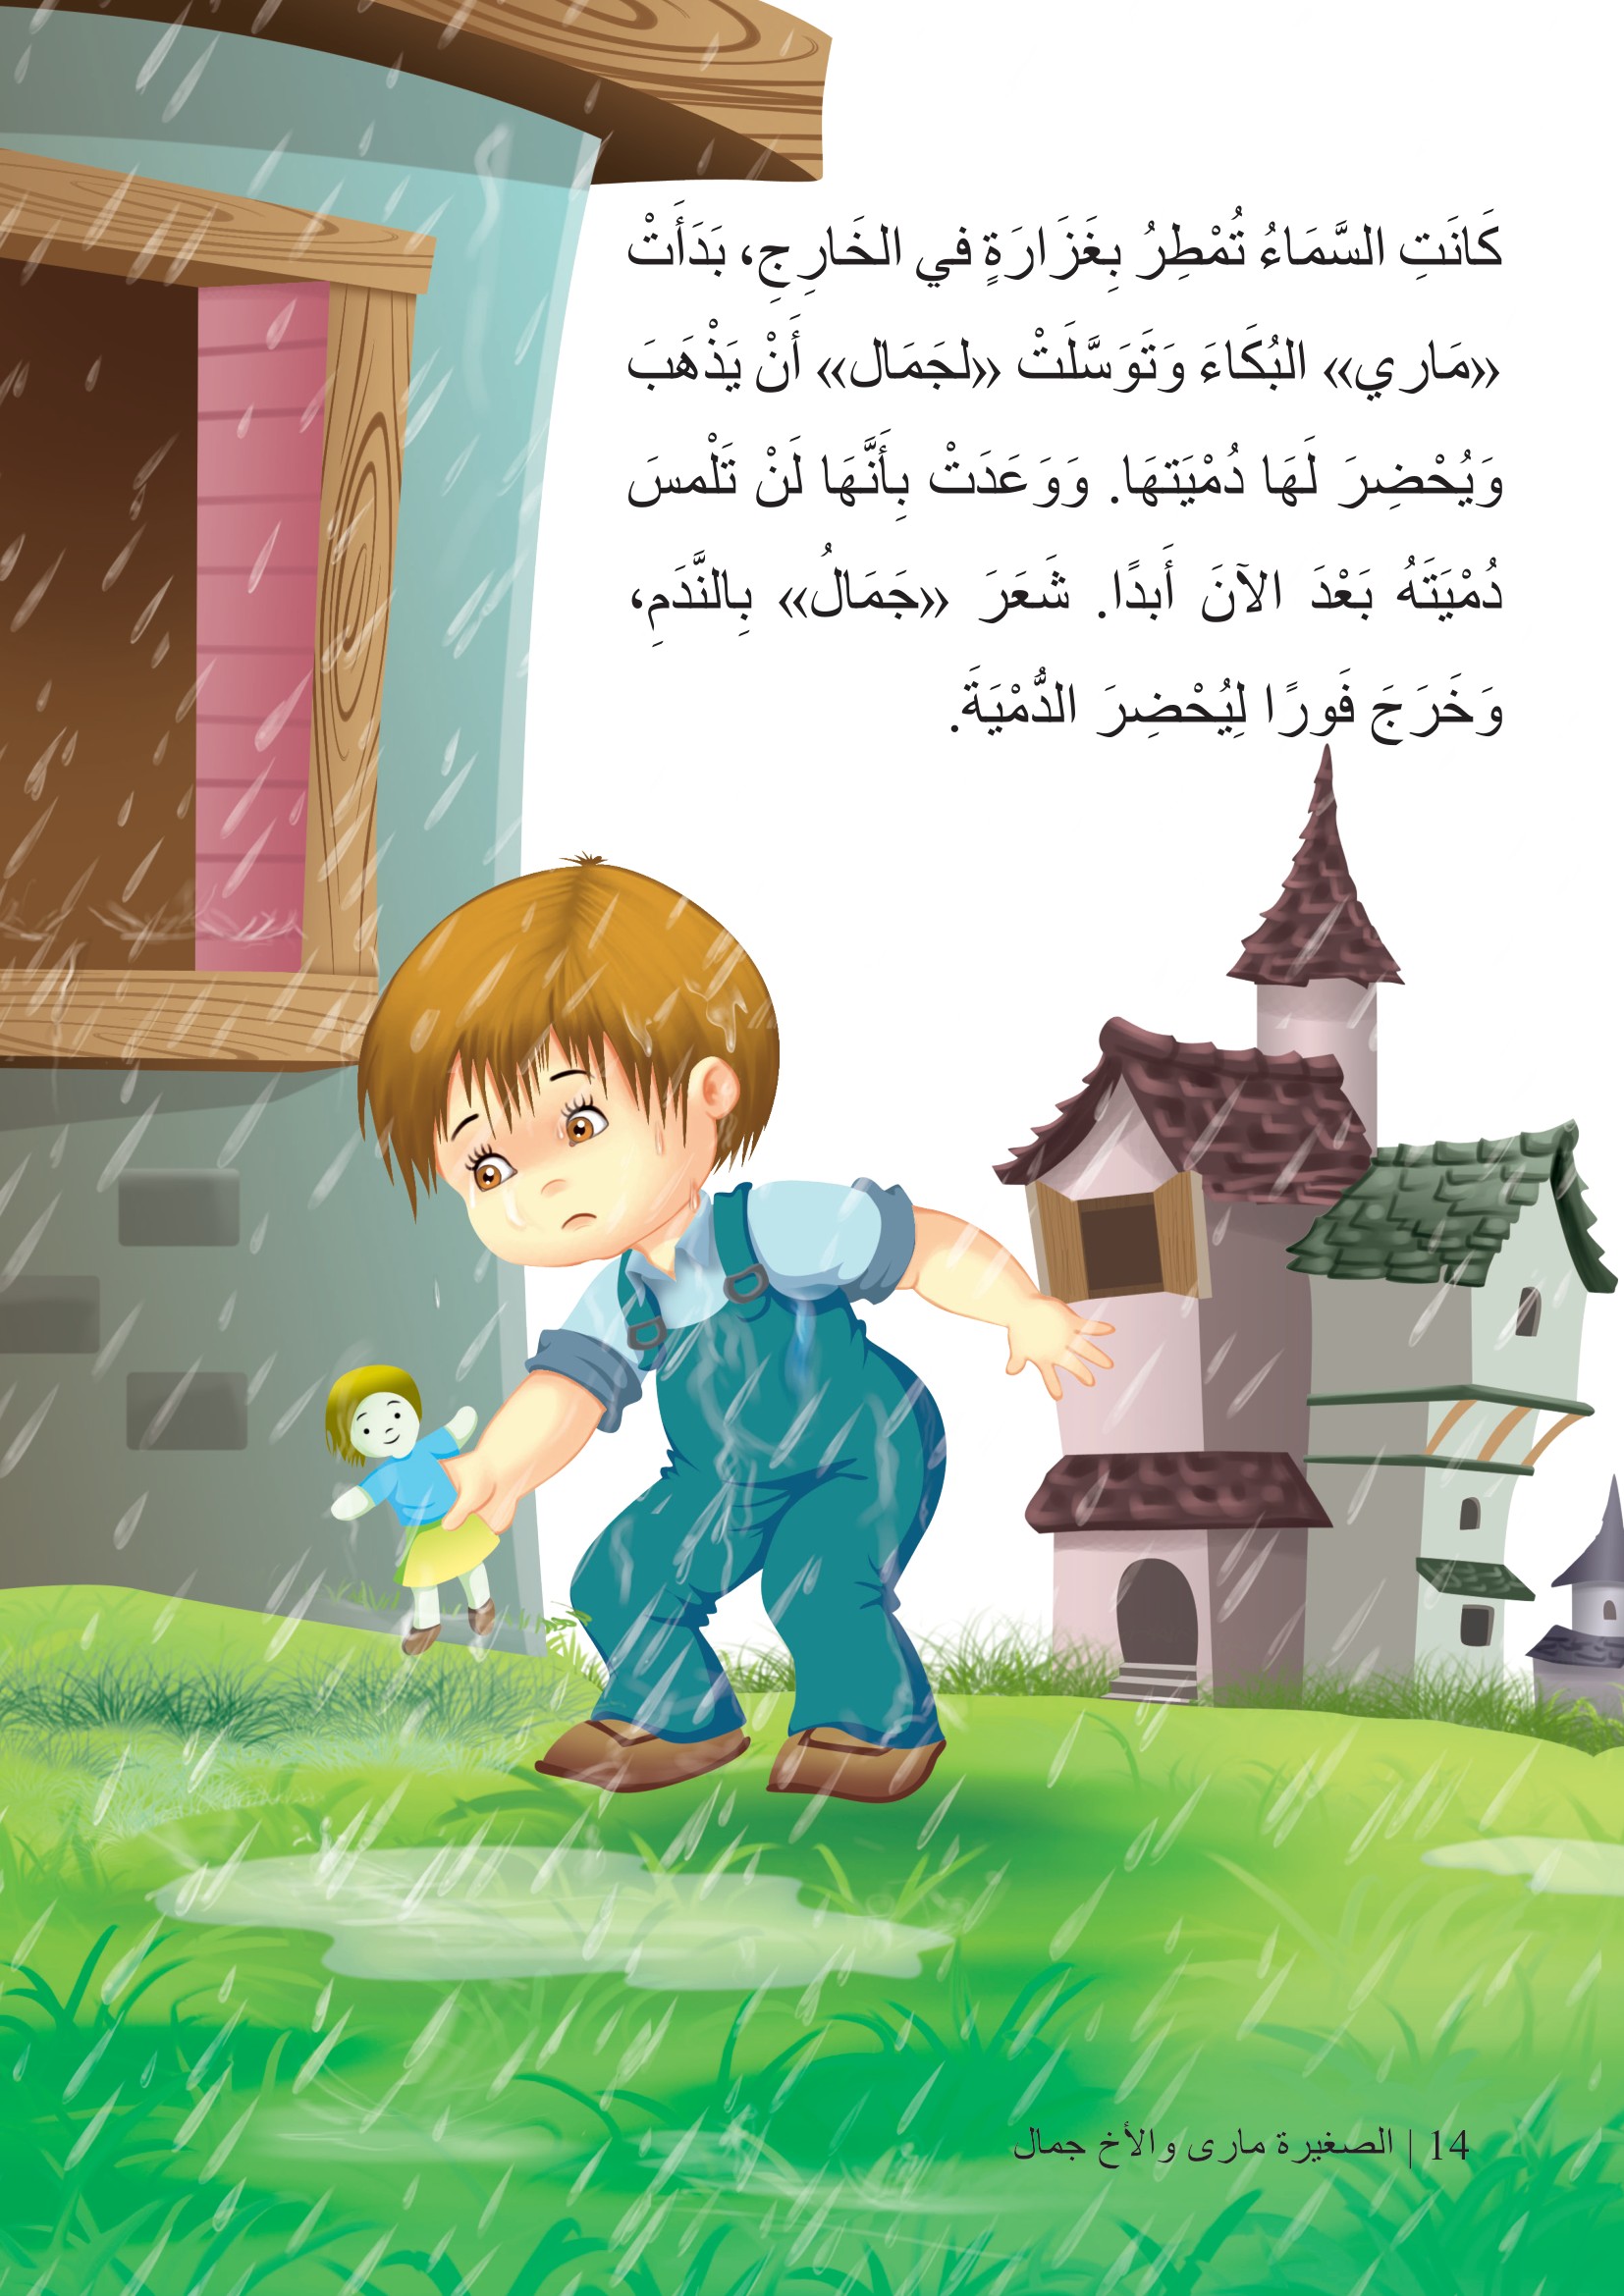 كَانَتِ السَّمَاءُ تُمْطِرُ بِغَزَارَةٍ في الخَارِجِ، بَدَأَتْ
«مَاري» البُكَاءَ وَتَوَسَّلَتْ «لجَمَال» أَنْ يَذْهَبَ
وَيُحْضِرَ لَهَا دُمْيَتهَا. وَوَعَدَتْ بِأَنَّهَا لَنْ تَلْمسَ
دُمْيَتَهُ بَعْدَ الآنَ أَبدًا. شَعَرَ «جَمَالُ» بِالنَّدَمِ،
وَخَرَجَ فَورًا لِيُحْضِرَ الدُّمْيَةَ.
14 | الصغيرة مارى والأخ جمال